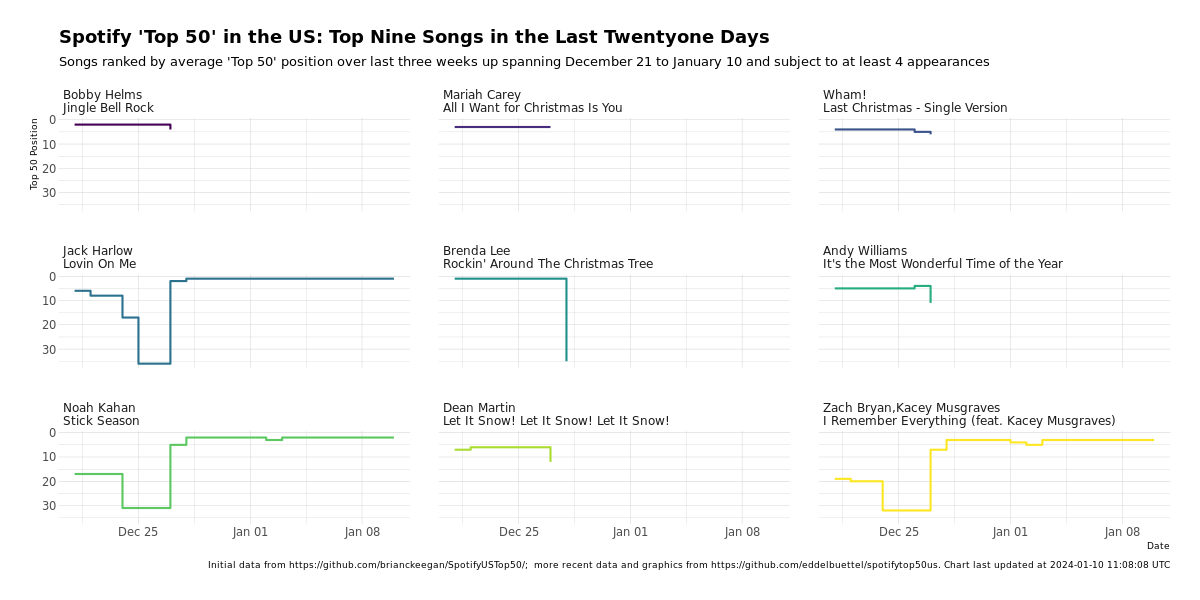 Spotify 'Top 50' in the US: Top Nine Songs in the Last Twentyone Days
Songs ranked by average 'Top 50' position over last three weeks up spanning December 21 to January 10 and subject to at least 4 appearances
Bobby Helms
Jingle Bell Rock
Mariah Carey
All I Want for Christmas Is You
Wham!
Last Christmas - Single Version
Top 50 Position
0
10
20
30
Jack Harlow
Lovin On Me
Brenda Lee
Rockin' Around The Christmas Tree
Andy Williams
It's the Most Wonderful Time of the Year
0
10
20
30
Noah Kahan
Stick Season
Dean Martin
Let It Snow! Let It Snow! Let It Snow!
Zach Bryan,Kacey Musgraves
I Remember Everything (feat. Kacey Musgraves)
0
10
20
30
Dec 25 Jan 01 Jan 08
Dec 25 Jan 01 Jan 08
Dec 25 Jan 01 Jan 08
Date
Initial data from https://github.com/brianckeegan/SpotifyUSTop50/;  more recent data and graphics from https://github.com/eddelbuettel/spotifytop50us. Chart last updated at 2024-01-10 11:08:08 UTC